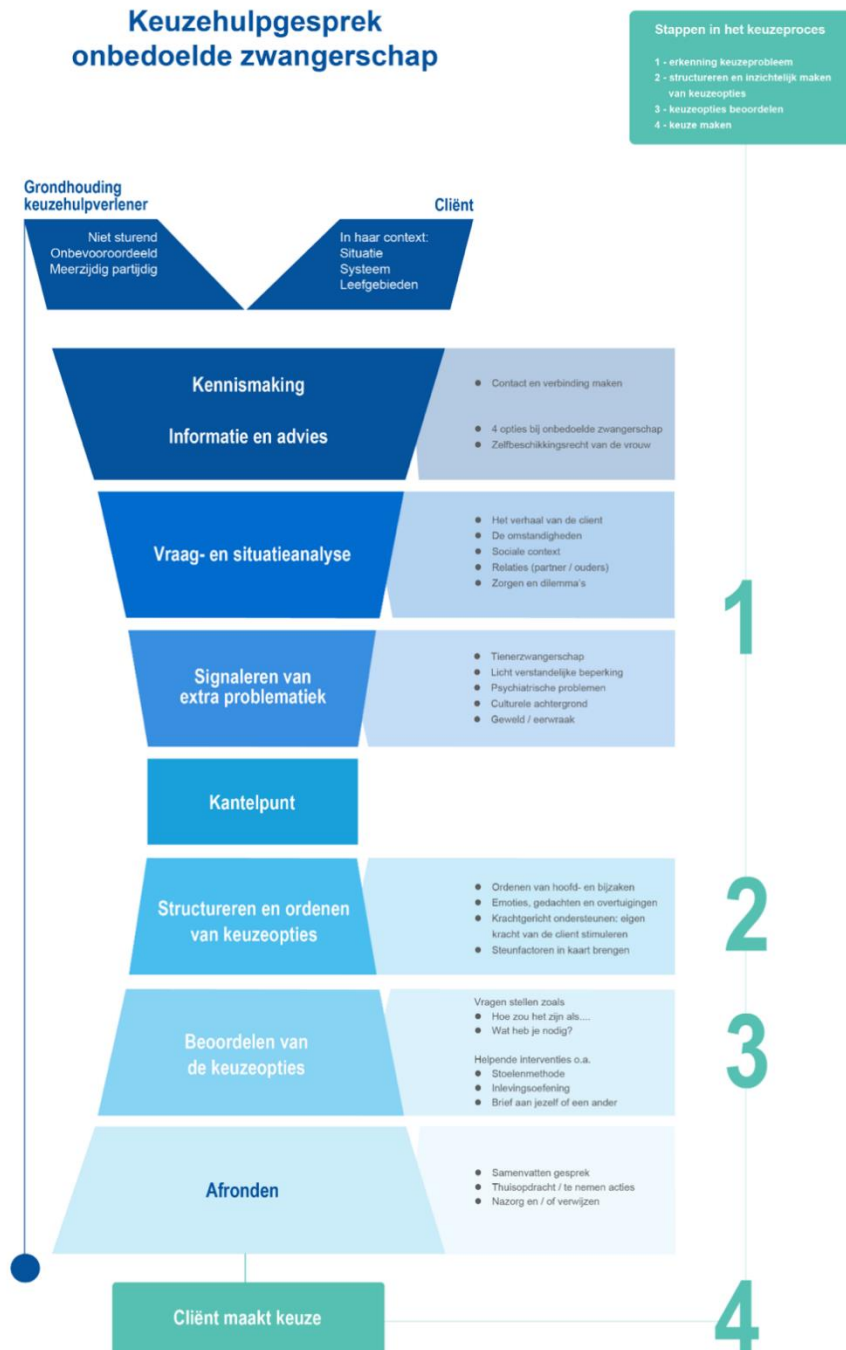 Keuzehulpgesprek
onbedoelde zwangerschap
Stappen in het keuzeproces
1 - erkenning keuzeprobleem
2 - structureren en inzichtelijk maken
van keuzeopties
3 - keuzeopties beoordelen
4 - keuze maken
Grondhouding
keuzehulpverlener
Niet sturend
Onbevooroordeeld
Meerzijdig partijdig
Cliënt
In haar context:
Situatie
Systeem
Leefgebieden
Kennismaking
● Contact en verbinding maken
Informatie en advies
● 4 opties bij onbedoelde zwangerschap
● Zelfbeschikkingsrecht van de vrouw
Vraag- en situatieanalyse
● Het verhaal van de client
● De omstandigheden
● Sociale context
● Relaties (partner / ouders)
● Zorgen en dilemma's
1
Signaleren van
extra problematiek
● Tienerzwangerschap
● Licht verstandelijke beperking
● Psychiatrische problemen
● Culturele achtergrond
● Geweld / eerwraak
Kantelpunt
Structureren en ordenen
van keuzeopties
● Ordenen van hoofd- en bijzaken
● Emoties, gedachten en overtuigingen
● Krachtgericht ondersteunen: eigen
kracht van de client stimuleren
● Steunfactoren in kaart brengen
2
Beoordelen van
de keuzeopties
Vragen stellen zoals
● Hoe zou het zijn als....
● Wat heb je nodig?
Helpende interventies o.a.
● Stoelenmethode
● Inlevingsoefening
● Brief aan jezelf of een ander
3
Afronden
● Samenvatten gesprek
● Thuisopdracht / te nemen acties
● Nazorg en / of verwijzen
Cliënt maakt keuze
4